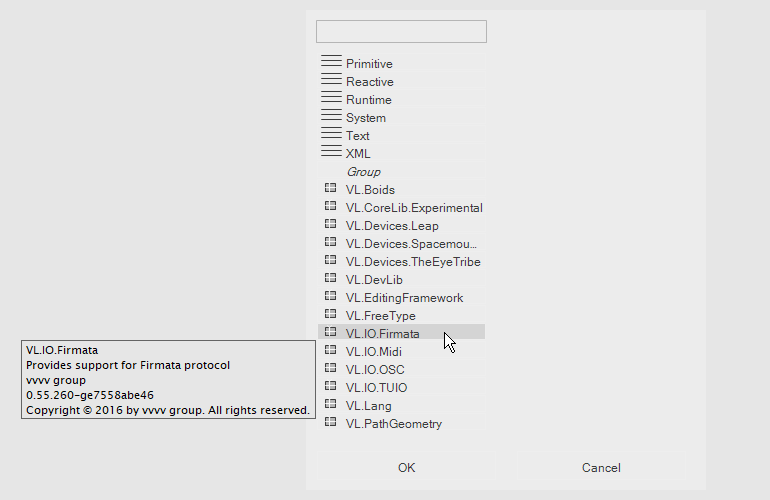 Primitive
Reactive
Runtime
System
Text
XML
Group
VL.Boids
VL.CoreLib.Experimental
VL.Devices.Leap
VL.Devices.Spacemou...
VL.Devices.TheEyeTribe
VL.DevLib
VL.EditingFramework
VL.FreeType
VL.IO.Firmata
VL.IO.Midi
VL.IO.OSC
VL.IO.TUIO
VL.Lang
VL.PathGeometry
VL.IO.Firmata
Provides support for Firmata protocol
vvvv group
0.55.260-ge7558abe46
Copyright © 2016 by vvvv group. All rights reserved.
OK
Cancel